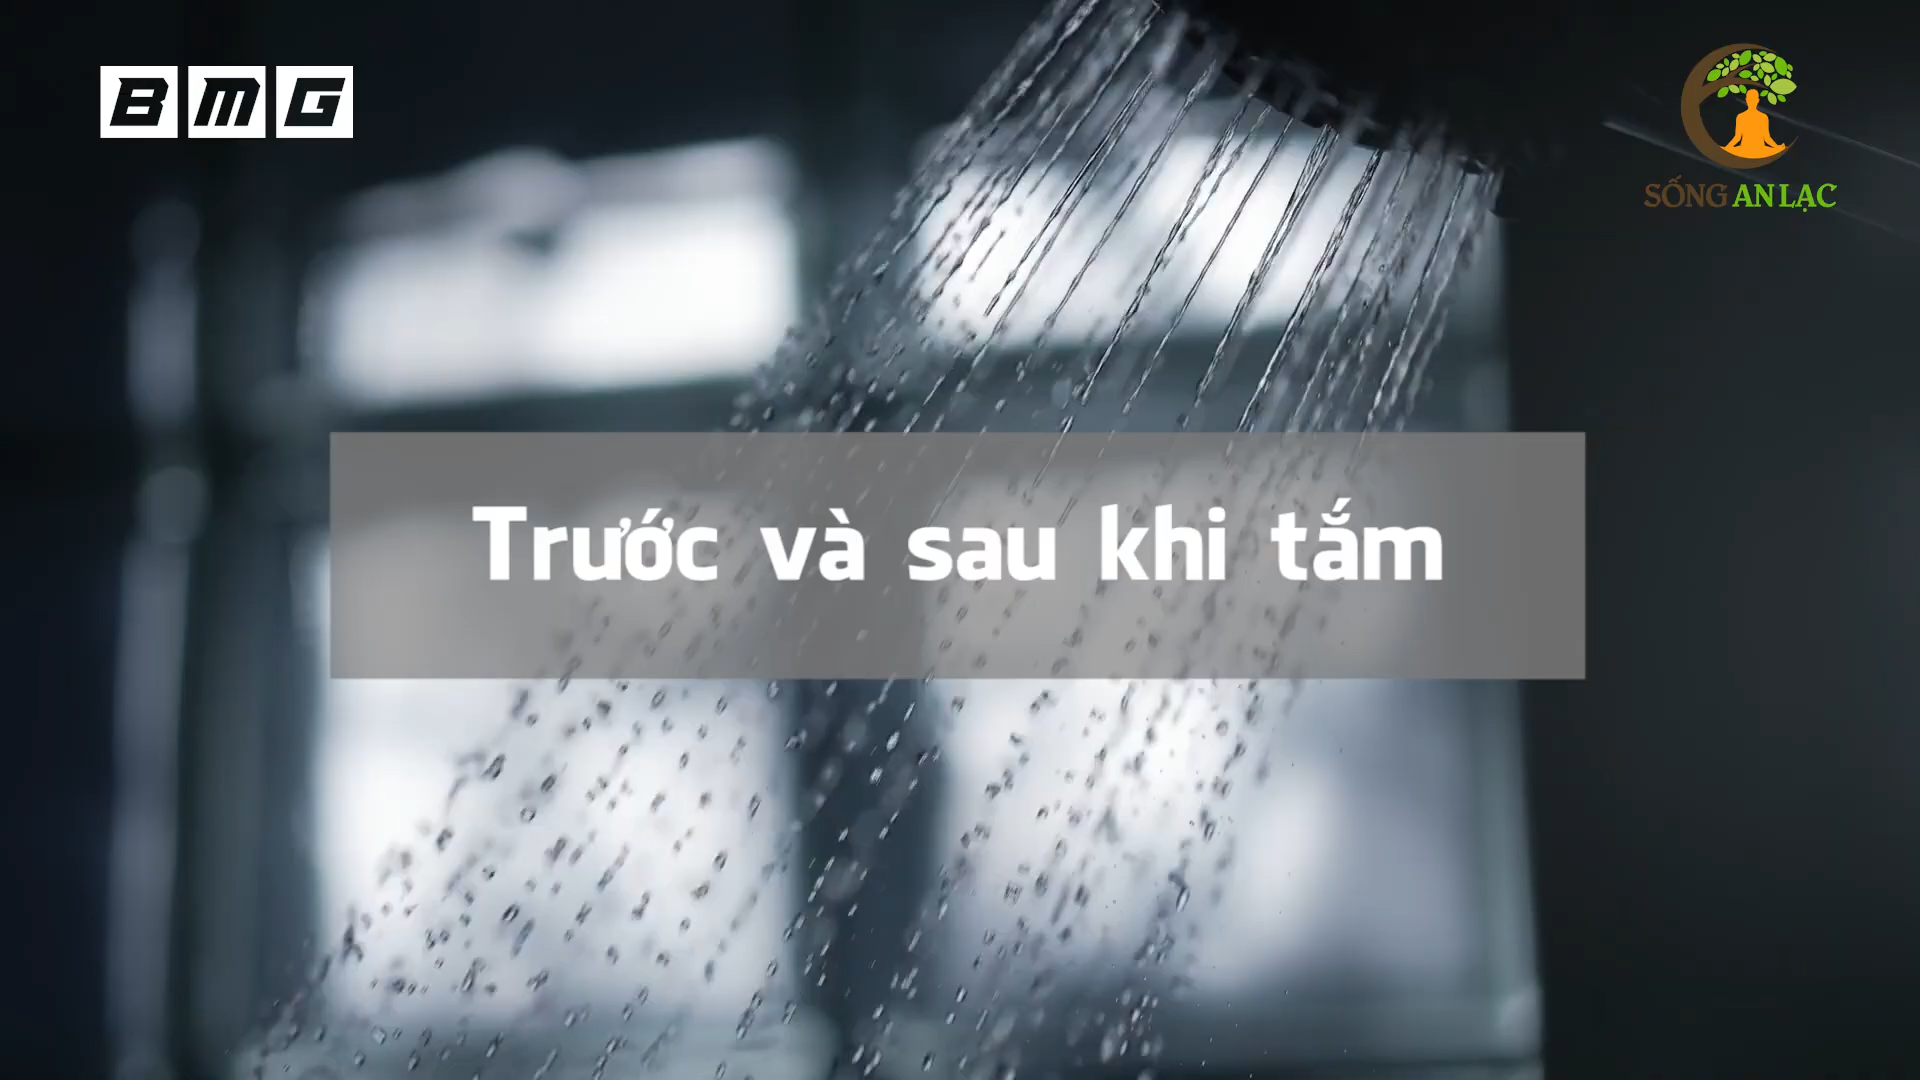 BMG
SỐNG AN LẠC
Trước và sau khi tắm